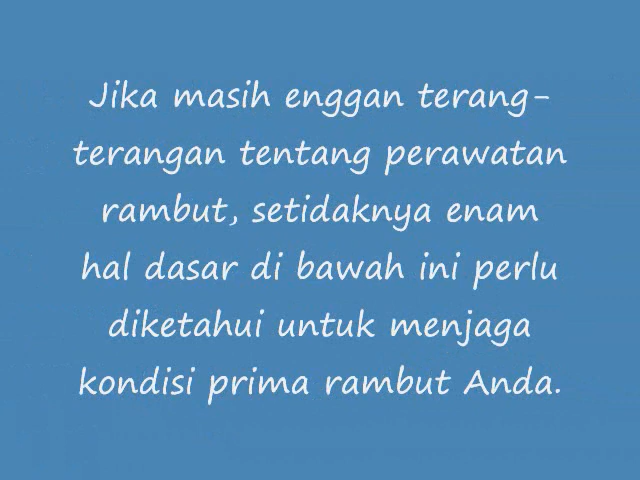 Jika masih enggan terang-
terangan tentang perawatan
rambut, setidaknya enam
hal dasar di bawah ini perlu
diketahui untuk menjaga
kondisi prima rambut Anda.